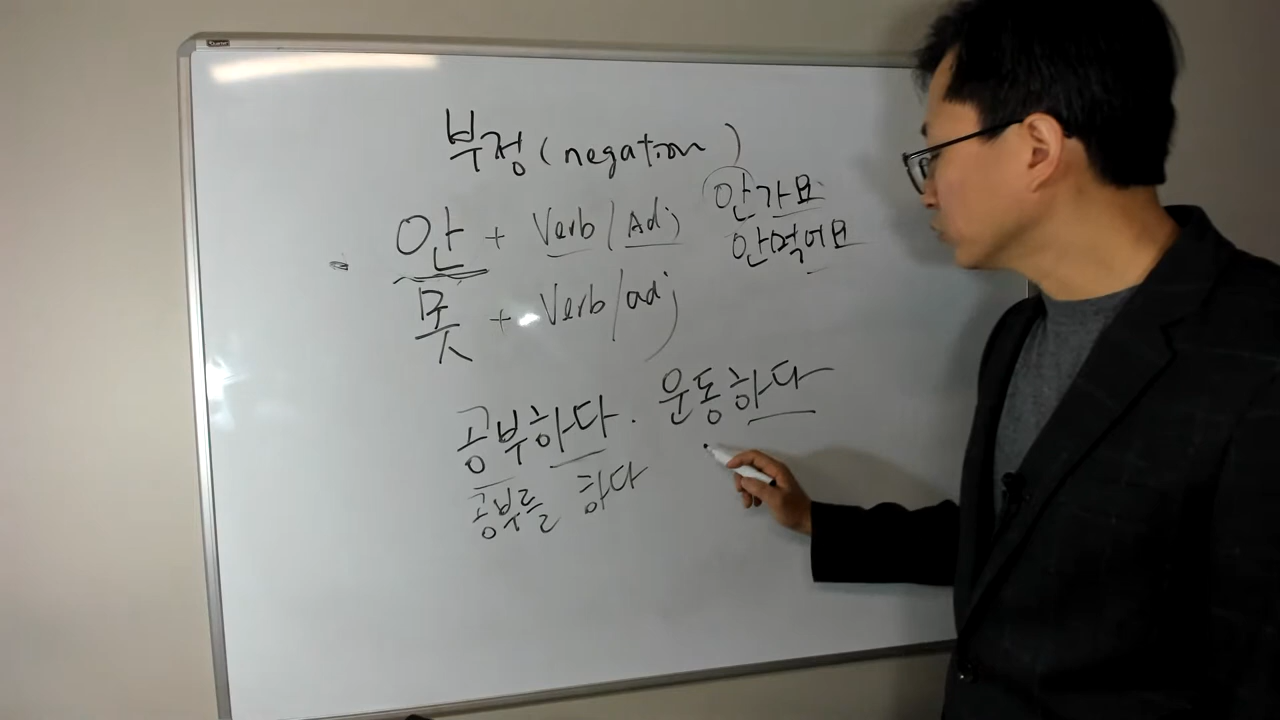 부정(negation)
안 + Verb/Adj 안가요
안먹어요
못 + Verb/adj
공부하다. 운동하다
공부를 하다